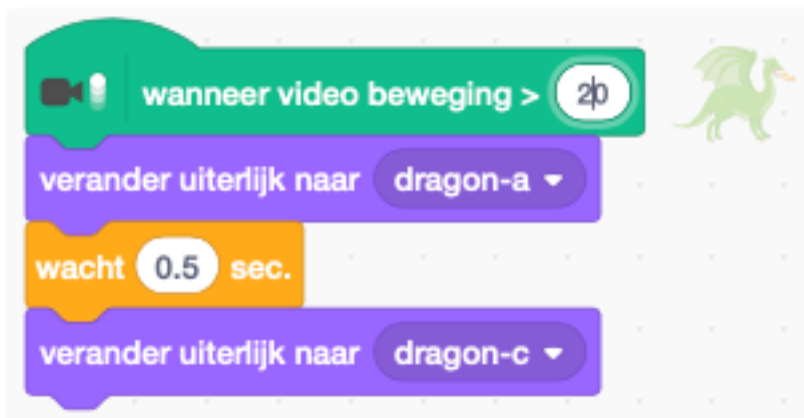 wanneer video beweging > 20
verander uiterlijk naar dragon-a
wacht 0.5 sec.
verander uiterlijk naar dragon-c